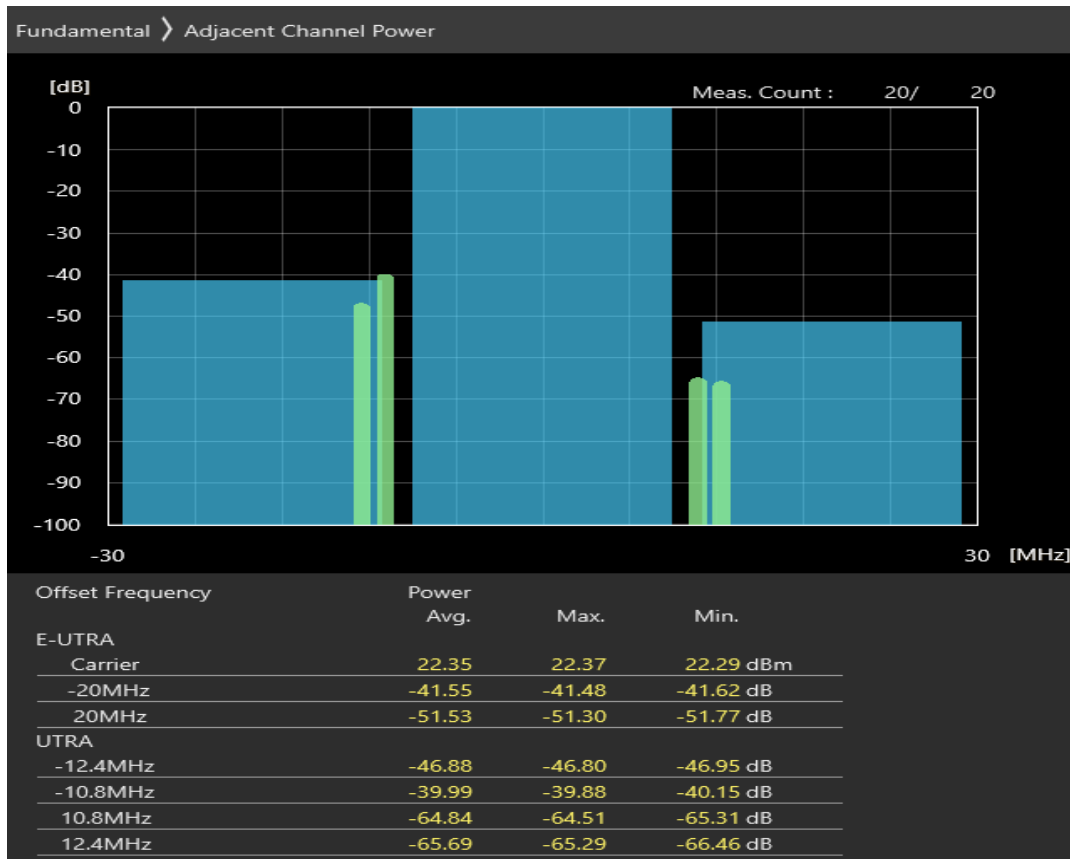 Fundamental ❯ Adjacent Channel Power
[dB]
Meas. Count : 20/ 20
0
-10
-20
-30
-40
-50
-60
-70
-80
-90
-100
-30 30 [MHz]
Offset Frequency Power
Avg. Max. Min.
E-UTRA
Carrier 22.35 22.37 22.29 dBm
-20MHz -41.55 -41.48 -41.62 dB
20MHz -51.53 -51.30 -51.77 dB
UTRA
-12.4MHz -46.88 -46.80 -46.95 dB
-10.8MHz -39.99 -39.88 -40.15 dB
10.8MHz -64.84 -64.51 -65.31 dB
12.4MHz -65.69 -65.29 -66.46 dB